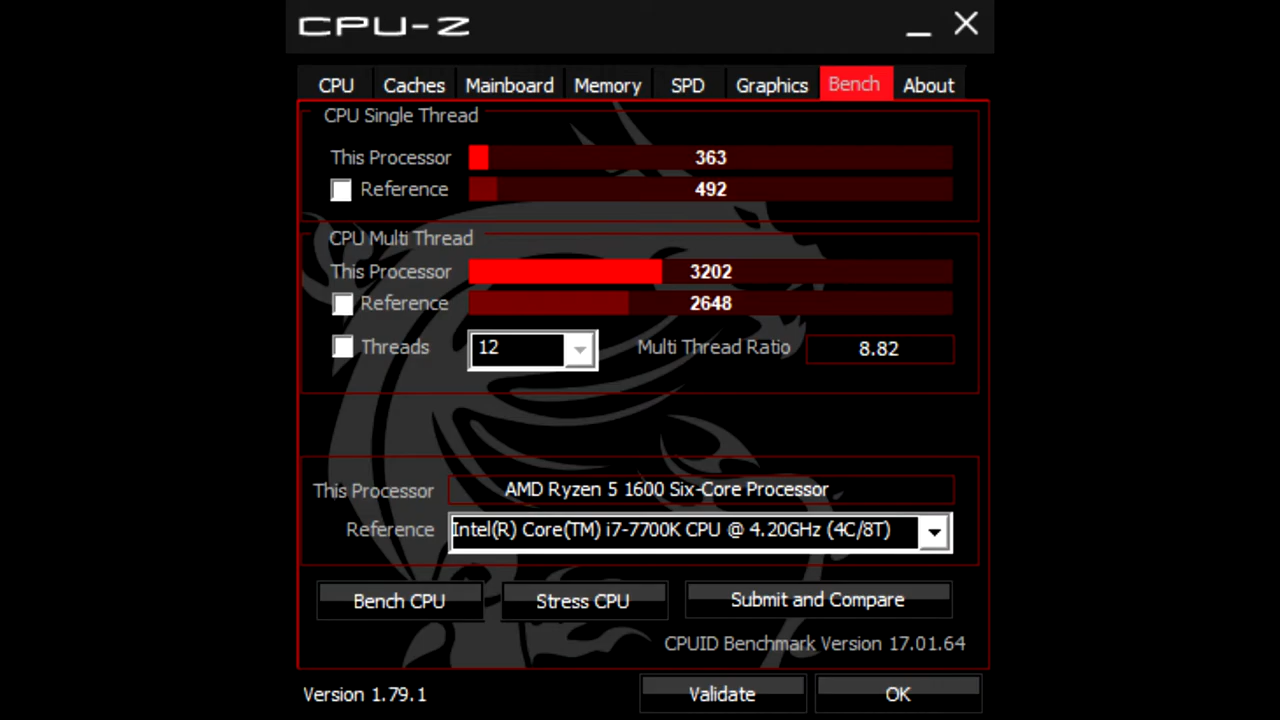 CPU-Z
CPU Caches Mainboard Memory SPD Graphics Bench About
CPU Single Thread
This Processor 363
Reference 492
CPU Multi Thread
This Processor 3202
Reference 2648
Threads 12 Multi Thread Ratio 8.82
This Processor AMD Ryzen 5 1600 Six-Core Processor
Reference Intel(R) Core(TM) i7-7700K CPU @ 4.20GHz (4C/8T)
Bench CPU Stress CPU Submit and Compare
CPUID Benchmark Version 17.01.64
Version 1.79.1 Validate OK